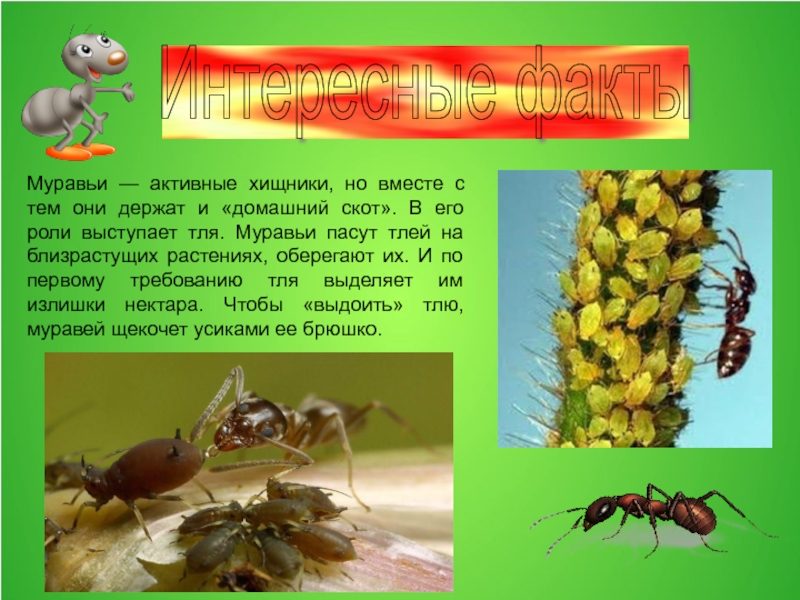 Интересные факты
Муравьи — активные хищники, но вместе с
тем они держат и «домашний скот». В его
роли выступает тля. Муравьи пасут тлей на
близрастущих растениях, оберегают их. И по
первому требованию тля выделяет им
излишки нектара. Чтобы «выдоить» тлю,
муравей щекочет усиками ее брюшко.